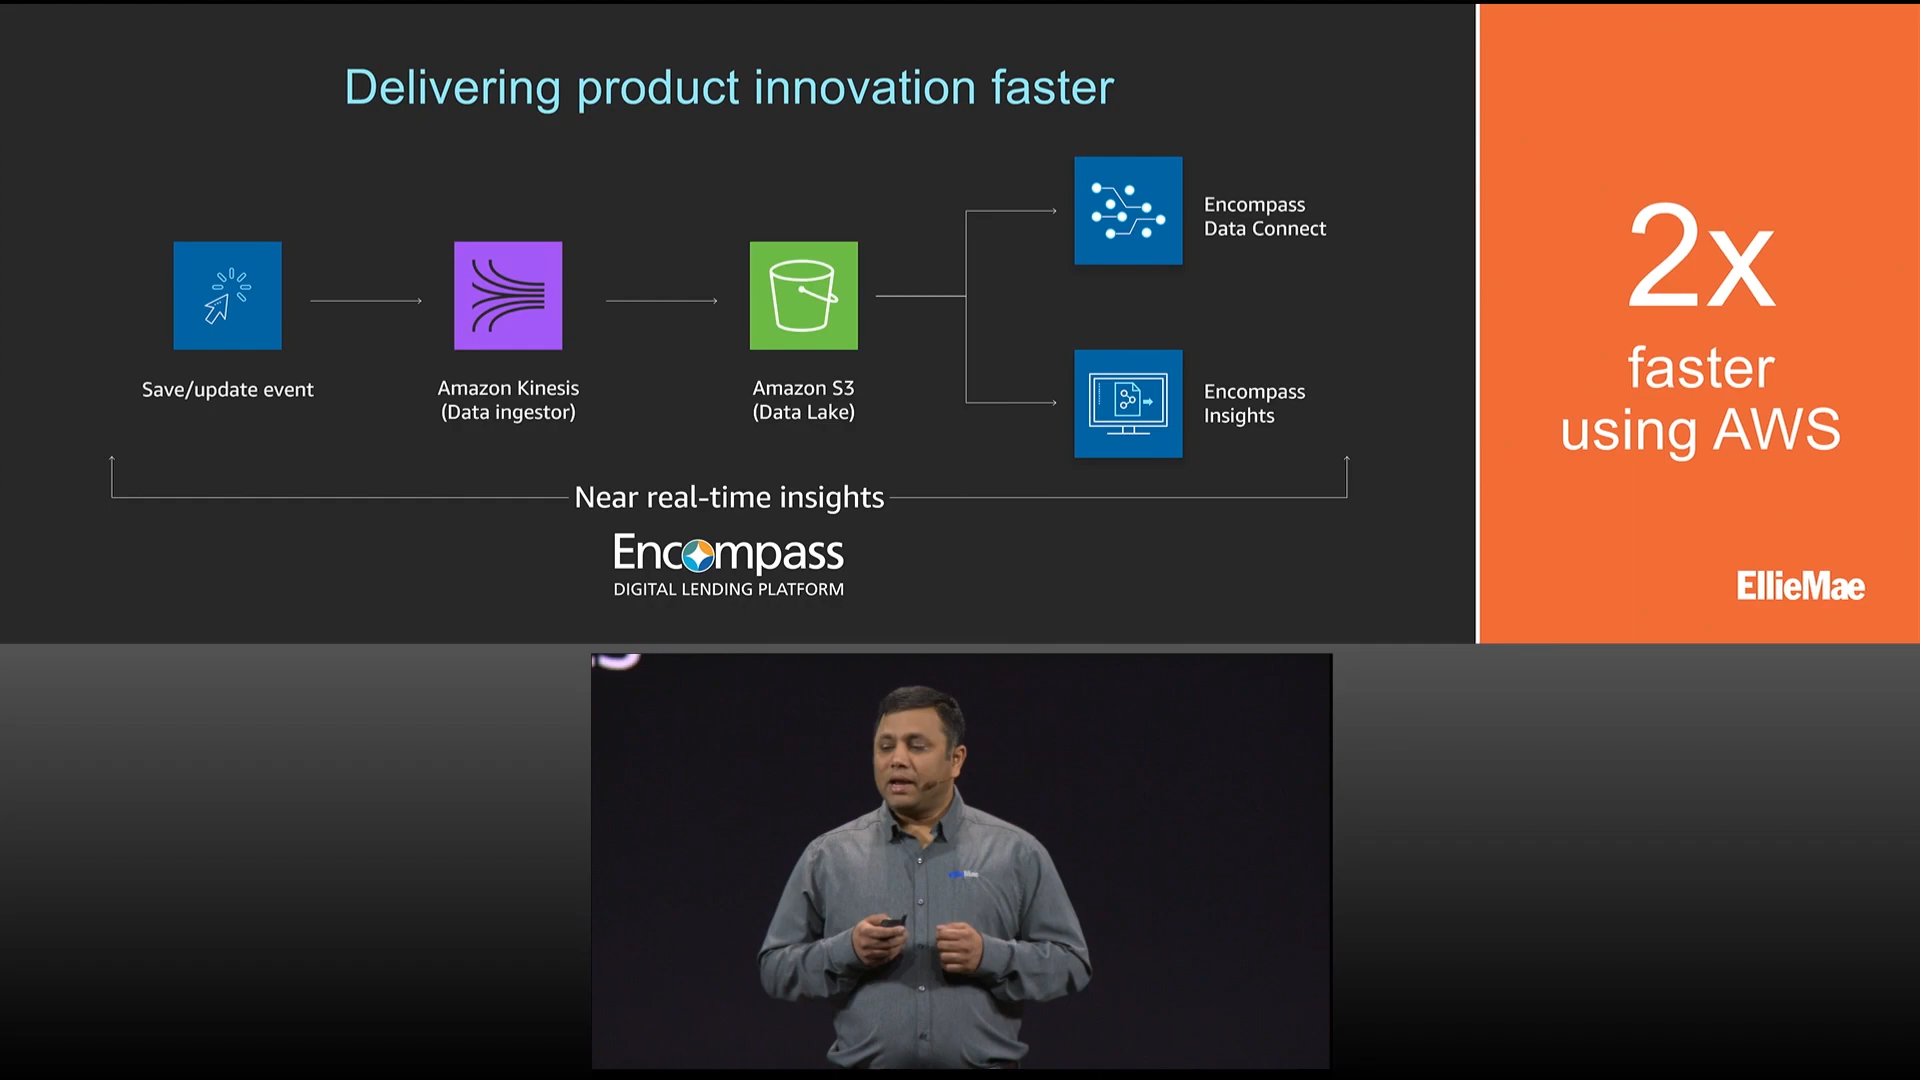 Delivering product innovation faster
Save/update event
Amazon Kinesis
(Data ingestor)
Amazon S3
(Data Lake)
Encompass
Data Connect
Encompass
Insights
Near real-time insights
Encompass
DIGITAL LENDING PLATFORM
2x
faster
using AWS
EllieMae